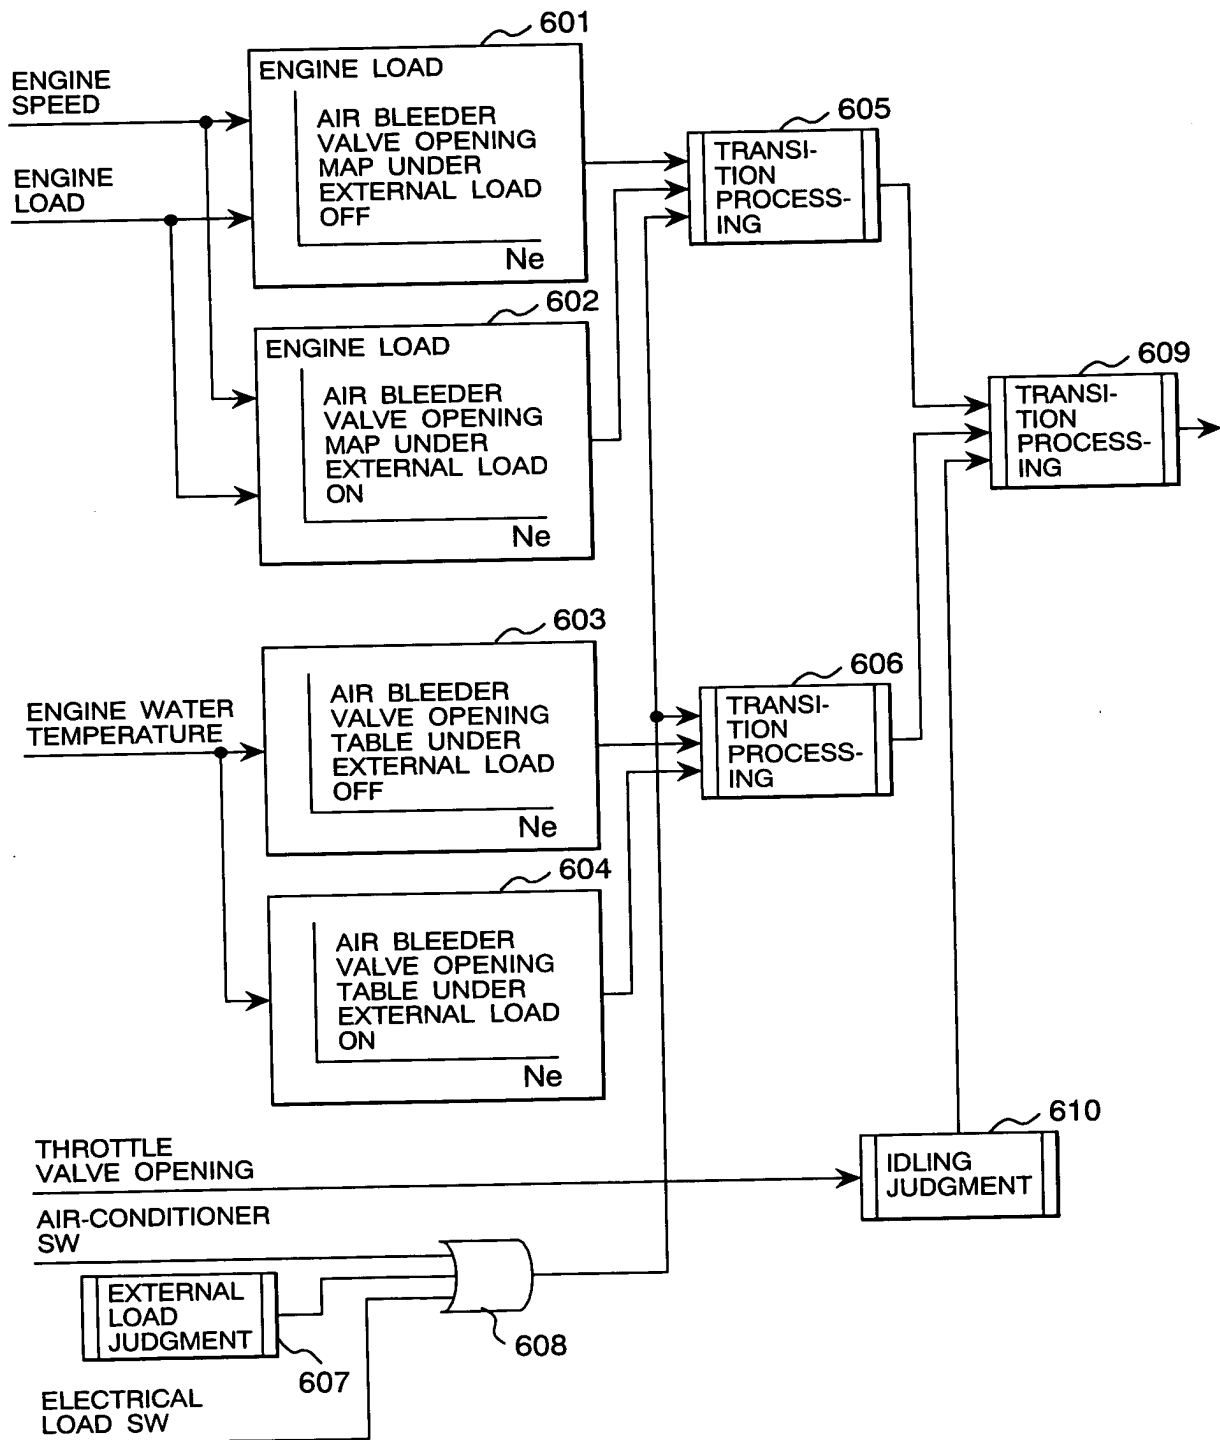 601
ENGINE
SPEED
ENGINE
LOAD
ENGINE LOAD
AIR BLEEDER
VALVE OPENING
MAP UNDER
EXTERNAL LOAD
OFF
Ne
605
TRANSI-
TION
PROCESS-
ING
602
ENGINE LOAD
AIR BLEEDER
VALVE OPENING
MAP UNDER
EXTERNAL LOAD
ON
Ne
609
TRANSI-
TION
PROCESS-
ING
603
ENGINE WATER
TEMPERATURE
AIR BLEEDER
VALVE OPENING
TABLE UNDER
EXTERNAL LOAD
OFF
Ne
606
TRANSI-
TION
PROCESS-
ING
604
AIR BLEEDER
VALVE OPENING
TABLE UNDER
EXTERNAL LOAD
ON
Ne
THROTTLE
VALVE OPENING
610
IDLING
JUDGMENT
AIR-CONDITIONER
SW
EXTERNAL
LOAD
JUDGMENT
607
608
ELECTRICAL
LOAD SW